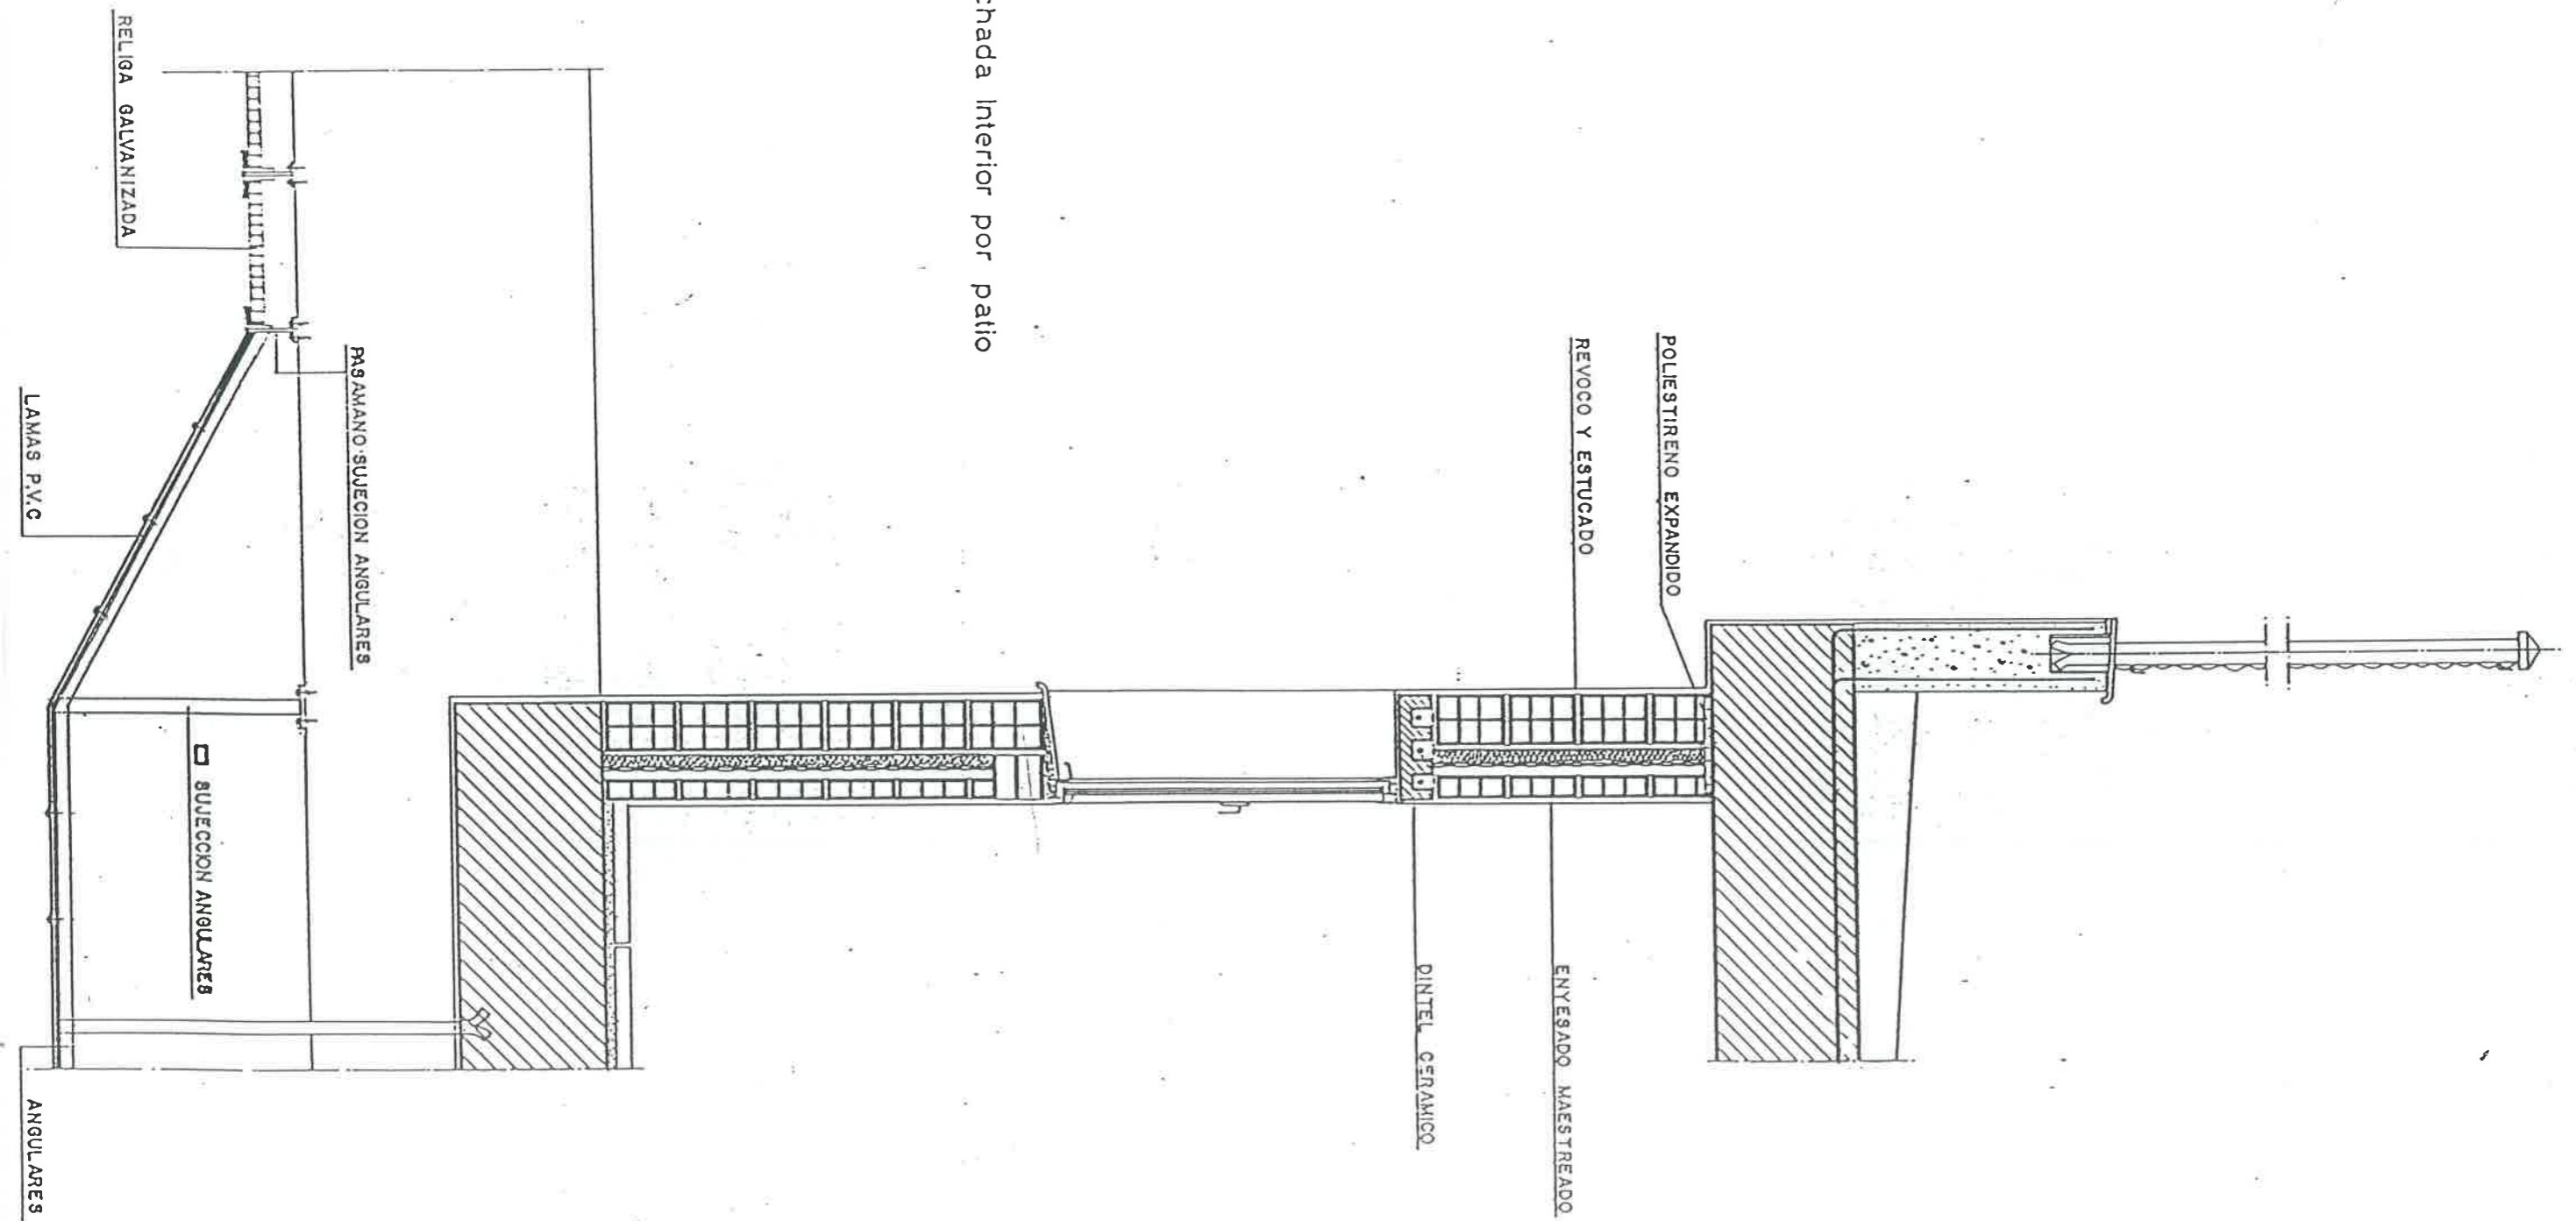 chada Interior por patio
POLIESTIRENO EXPANDIDO
REVOCO Y ESTUCADO
ENYESADO MAESTREADO
DINTEL CERAMICO
PASAMANO SUJECION ANGULARES
SUJECCION ANGULARES
RELIGA GALVANIZADA
LAMAS P.V.C
ANGULARES